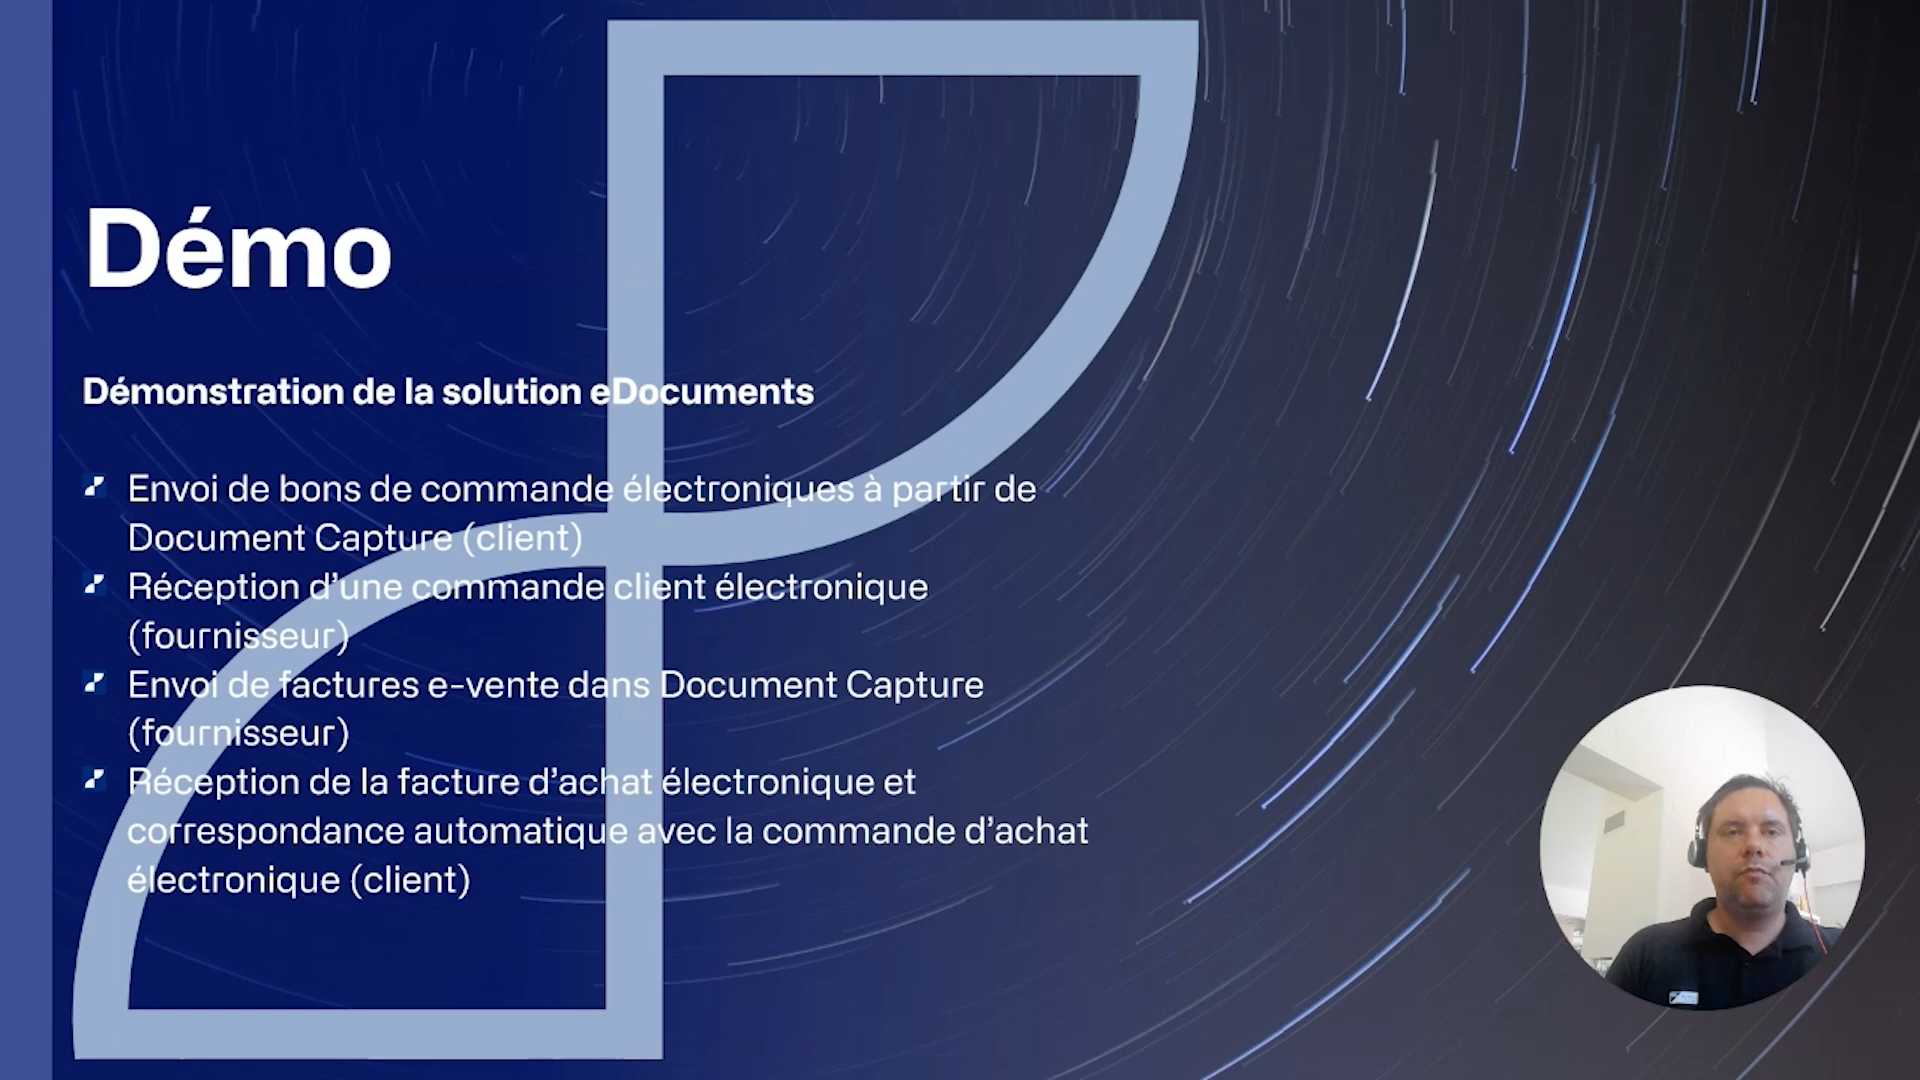 Démo
Démonstration de la solution eDocuments
Envoi de bons de commande électroniques à partir de
Document Capture (client)
Réception d’une commande client électronique
(fournisseur)
Envoi de factures e-vente dans Document Capture
(fournisseur)
Réception de la facture d’achat électronique et
correspondance automatique avec la commande d’achat
électronique (client)